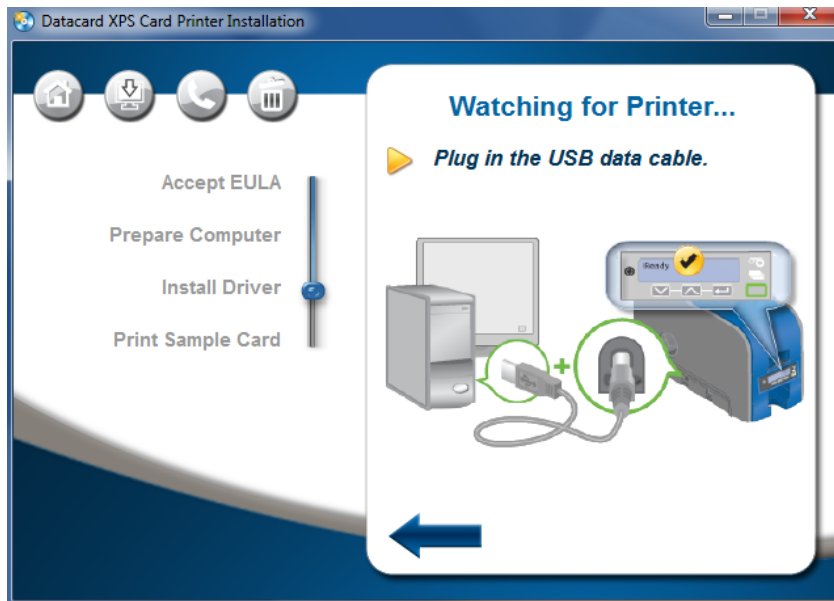 Datacard XPS Card Printer Installation
Watching for Printer...
Plug in the USB data cable.
Accept EULA
Prepare Computer
Install Driver
Print Sample Card
Ready